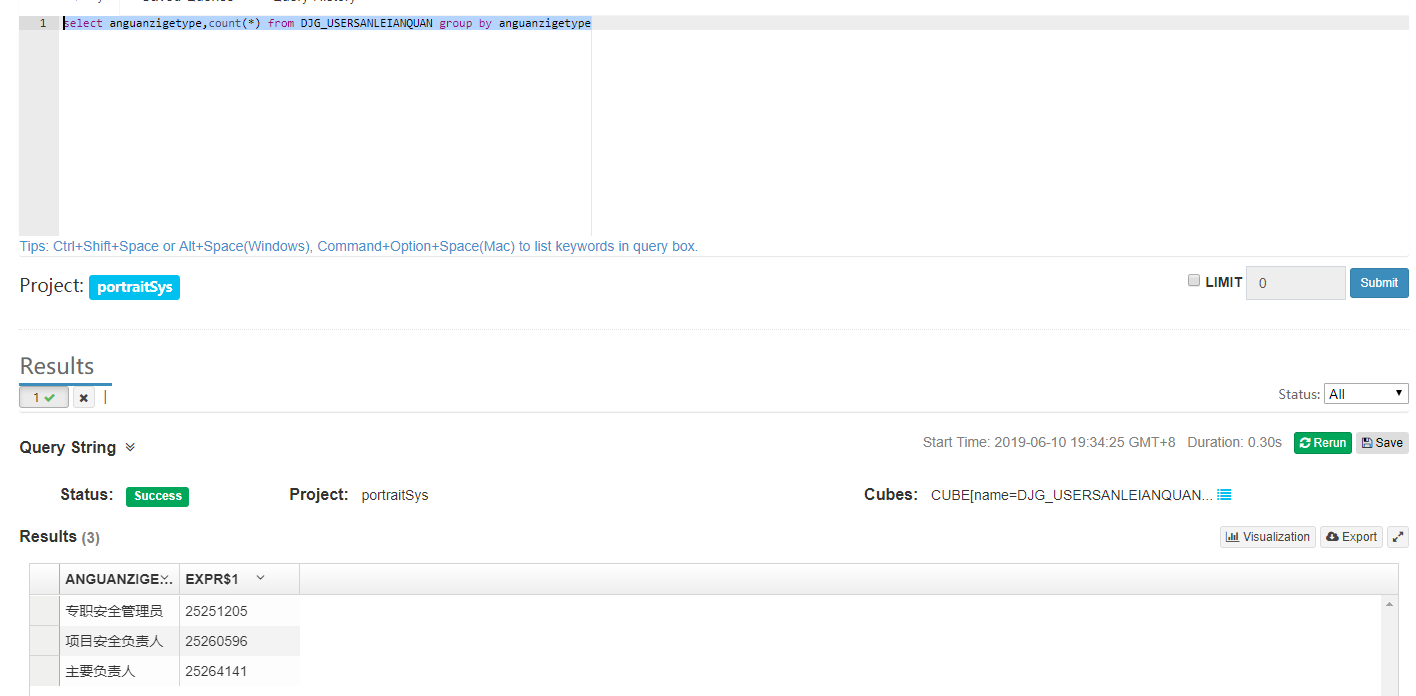 1 select anguanzigetype,count(*) from DJG_USERSANLEIANQUAN group by anguanzigetype
Tips: Ctrl+Shift+Space or Alt+Space(Windows), Command+Option+Space(Mac) to list keywords in query box.
Project: portraitSys
LIMIT 0 Submit
Results
1
Status: All
Query String
Start Time: 2019-06-10 19:34:25 GMT+8 Duration: 0.30s Rerun Save
Status: Success Project: portraitSys Cubes: CUBE[name=DJG_USERSANLEIANQUAN...
Results (3)
Visualization Export
ANGUANZIGE... EXPR$1
专职安全管理员 25251205
项目安全负责人 25260596
主要负责人 25264141